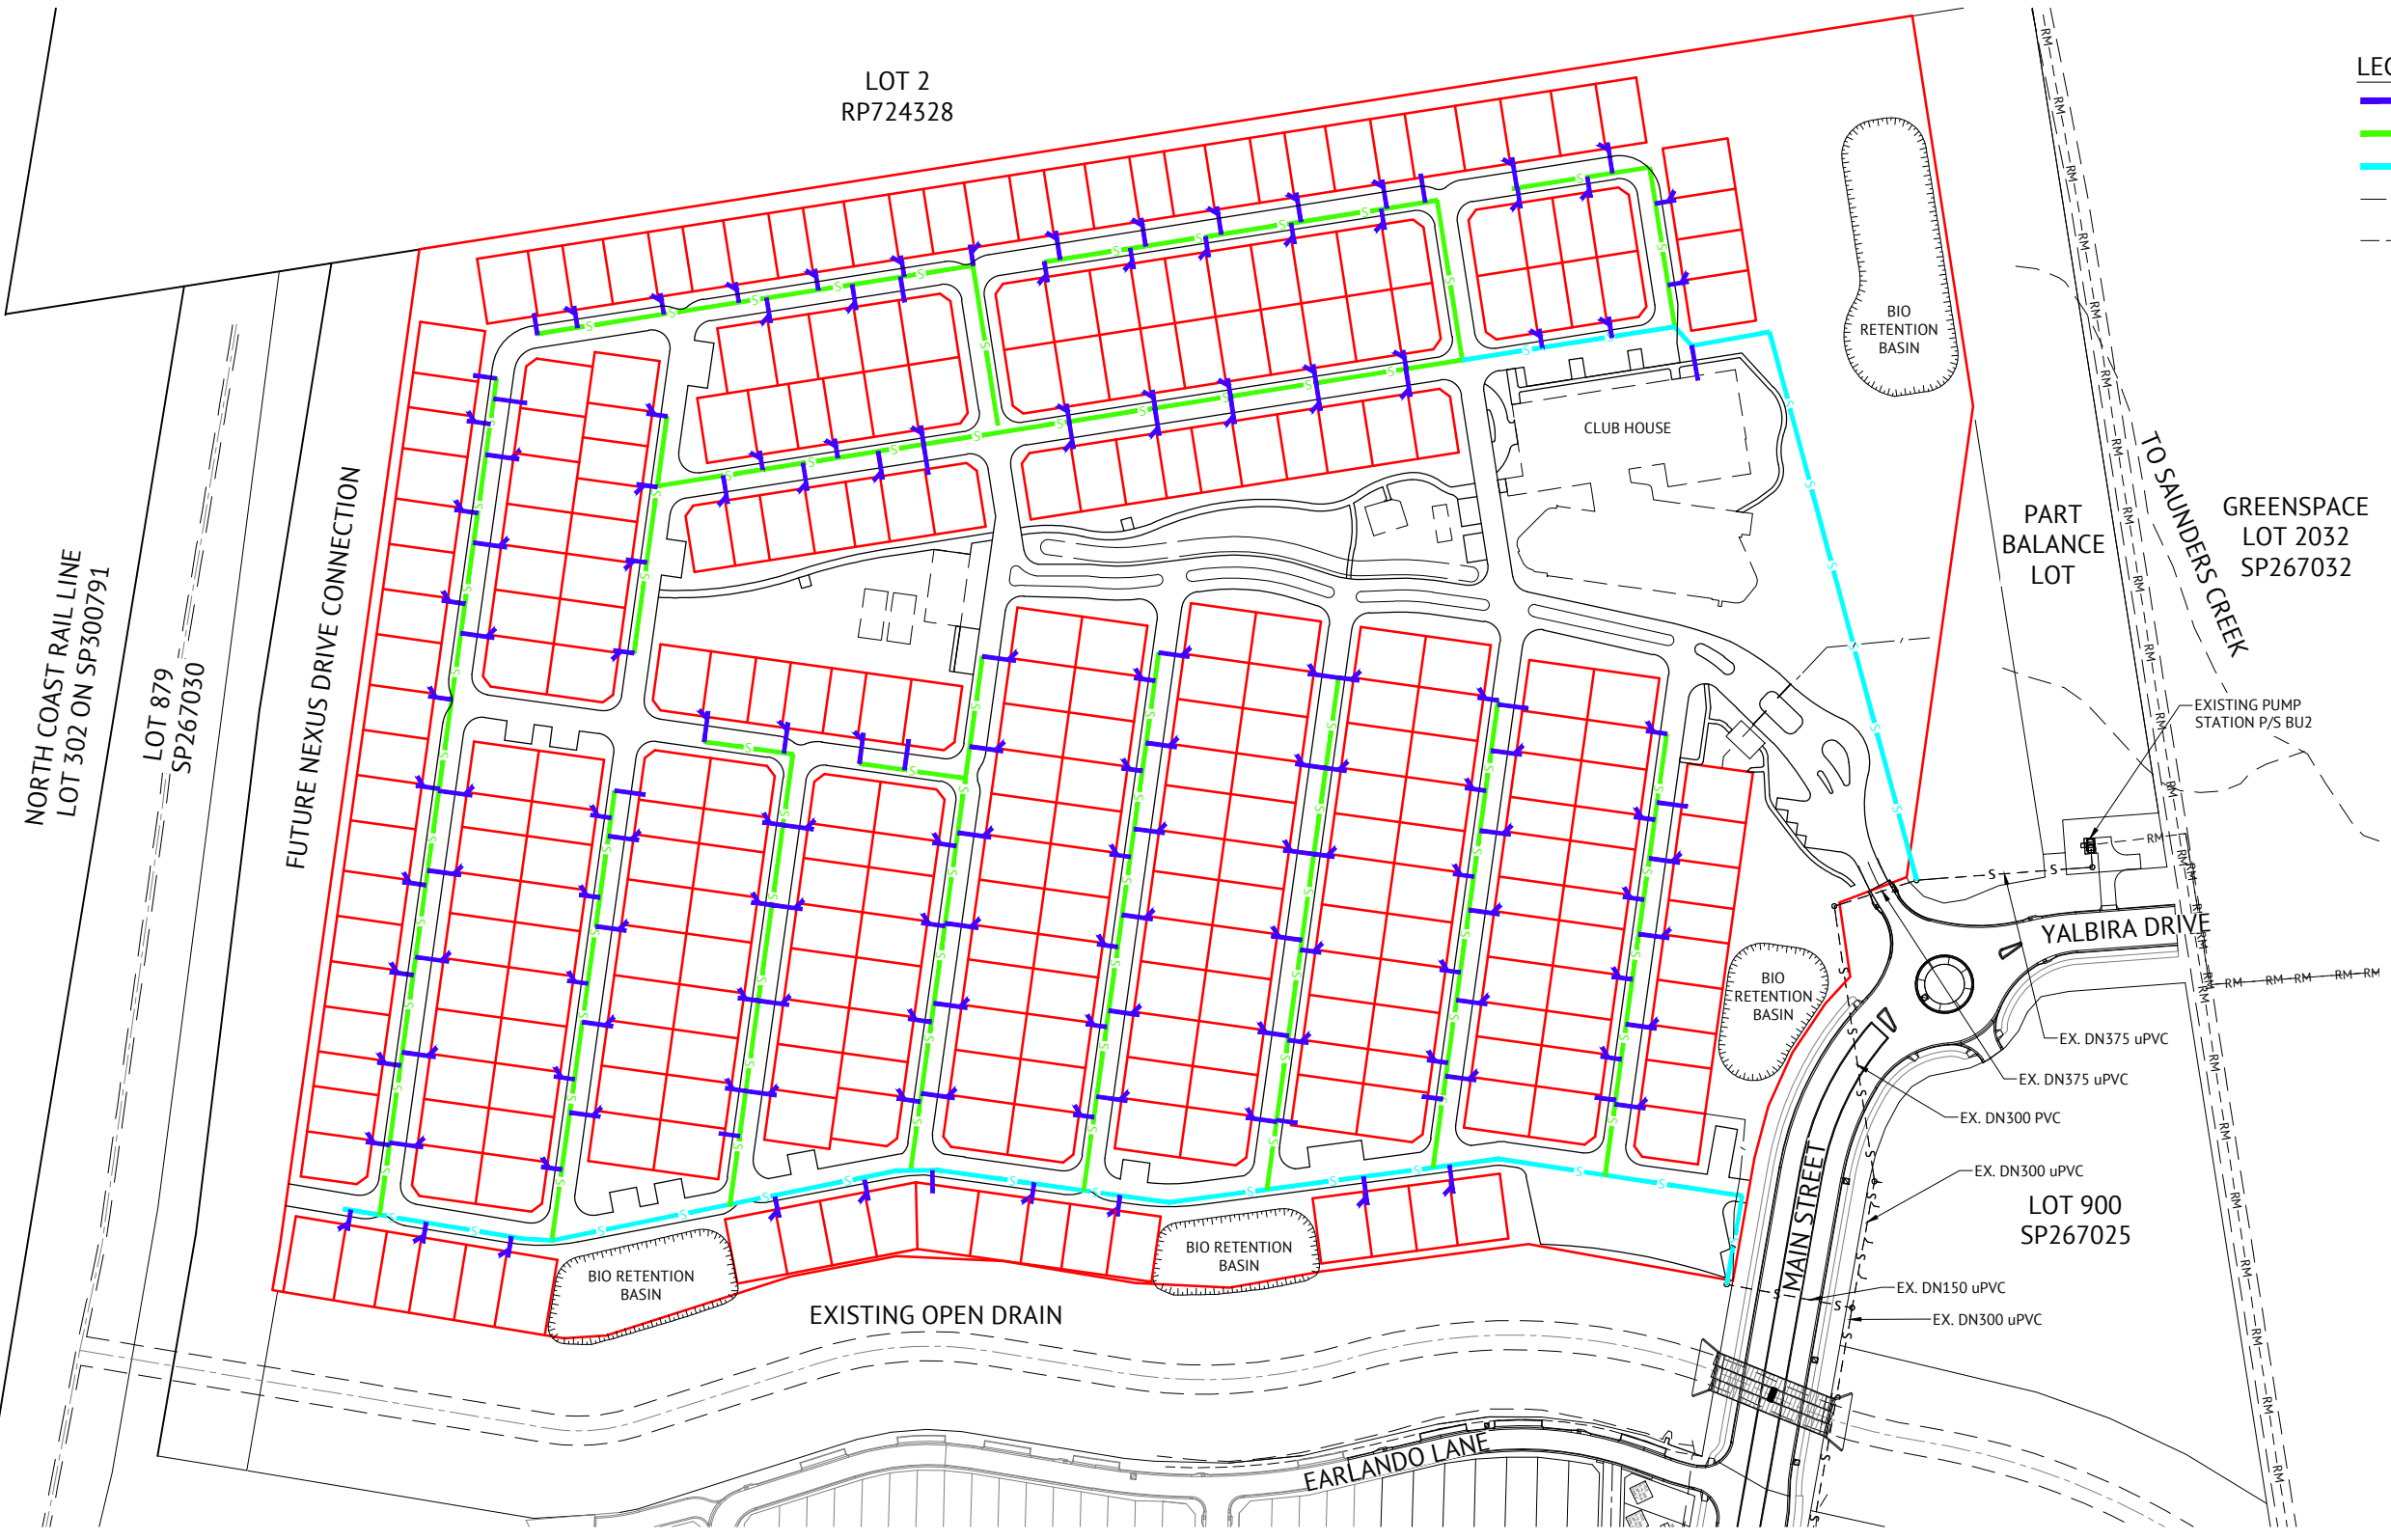 LOT 2
RP724328
LEG
BIO
RETENTION
BASIN
CLUB HOUSE
TO SAUNDERS CREEK
PART
BALANCE
LOT
GREENSPACE
LOT 2032
SP267032
NORTH COAST RAIL LINE
LOT 302 ON SP300791
LOT 879
SP267030
FUTURE NEXUS DRIVE CONNECTION
EXISTING PUMP
STATION P/S BU2
YALBIRA DRIVE
BIO
RETENTION
BASIN
EX. DN375 uPVC
EX. DN375 uPVC
EX. DN300 PVC
EX. DN300 uPVC
LOT 900
SP267025
MAIN STREET
BIO RETENTION
BASIN
BIO RETENTION
BASIN
EX. DN150 uPVC
EX. DN300 uPVC
EXISTING OPEN DRAIN
EARLANDO LANE